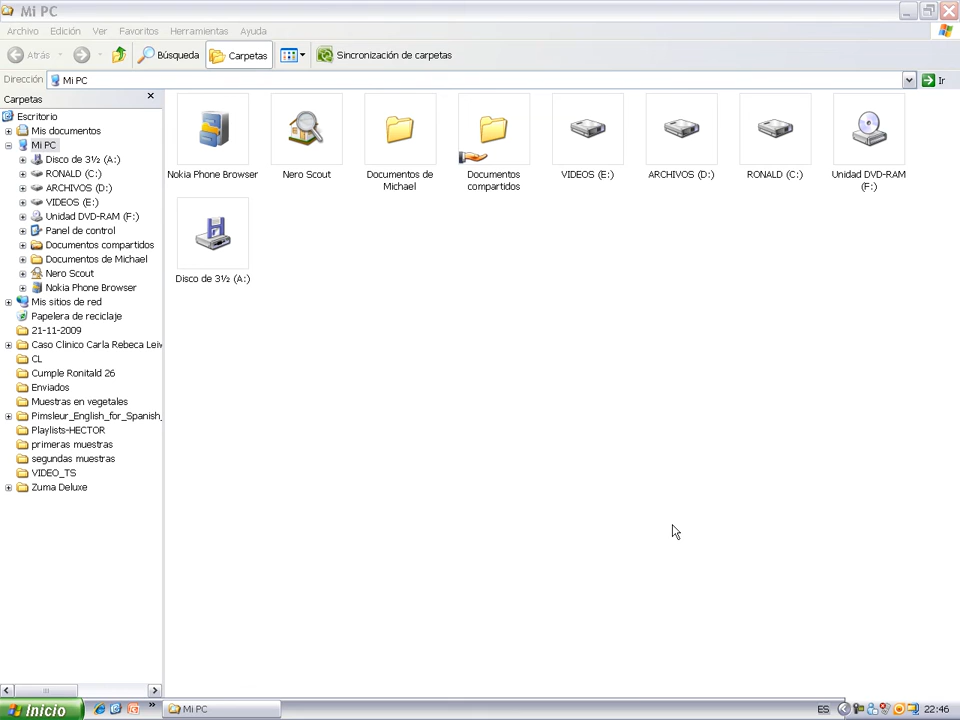 Mi PC
Archivo Edición Ver Favoritos Herramientas Ayuda
Atrás Búsqueda Carpetas Sincronización de carpetas
Dirección Mi PC Ir
Carpetas
Escritorio
Mis documentos
Mi PC
Disco de 3½ (A:)
RONALD (C:)
ARCHIVOS (D:)
VIDEOS (E:)
Unidad DVD-RAM (F:)
Panel de control
Documentos compartidos
Documentos de Michael
Nero Scout
Nokia Phone Browser
Mis sitios de red
Papelera de reciclaje
21-11-2009
Caso Clinico Carla Rebeca Leiv
CL
Cumple Ronitald 26
Enviados
Muestras en vegetales
Pimsleur_English_for_Spanish_
Playlists-HECTOR
primeras muestras
segundas muestras
VIDEO_TS
Zuma Deluxe
Nokia Phone Browser
Nero Scout
Documentos de
Michael
Documentos
compartidos
VIDEOS (E:)
ARCHIVOS (D:)
RONALD (C:)
Unidad DVD-RAM
(F:)
Disco de 3½ (A:)
Inicio Mi PC ES 22:46